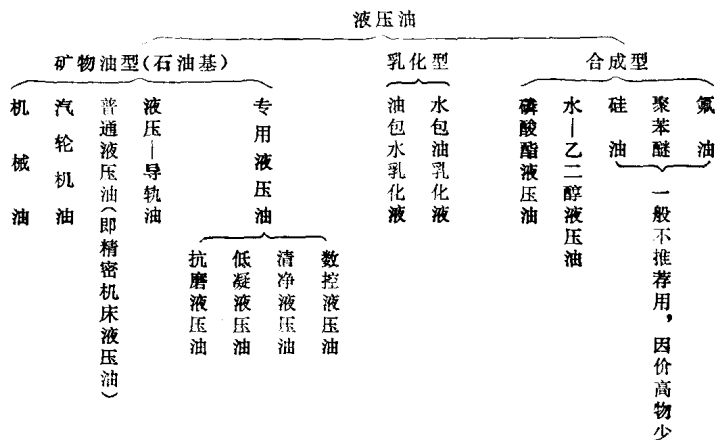 液压油
矿物油型(石油基)
乳化型
合成型
机械油
汽轮机油
普通液压油(即精密机床液压油)
液压—导轨油
专用液压油
抗磨液压油
低凝液压油
清净液压油
数控液压油
油包水乳化液
水包油乳化液
磷酸酯液压油
水—乙二醇液压油
硅油
聚苯醚
氟油
一般不推荐用，因价高物少